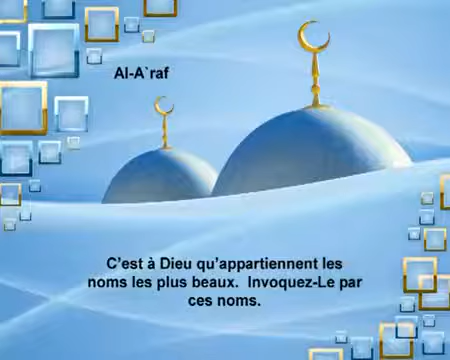 Al-A`raf
C'est à Dieu qu'appartiennent les
noms les plus beaux.  Invoquez-Le par
ces noms.